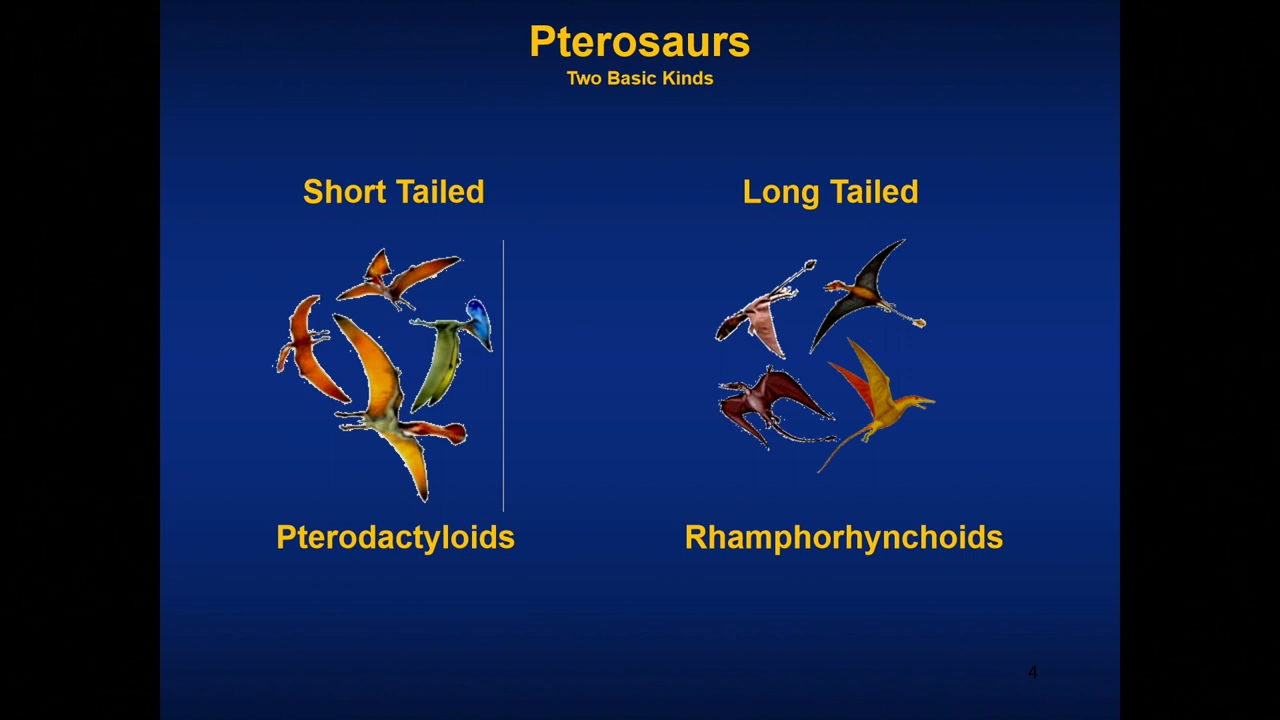 Pterosaurs
Two Basic Kinds
Short Tailed
Long Tailed
Pterodactyloids
Rhamphorhynchoids
4